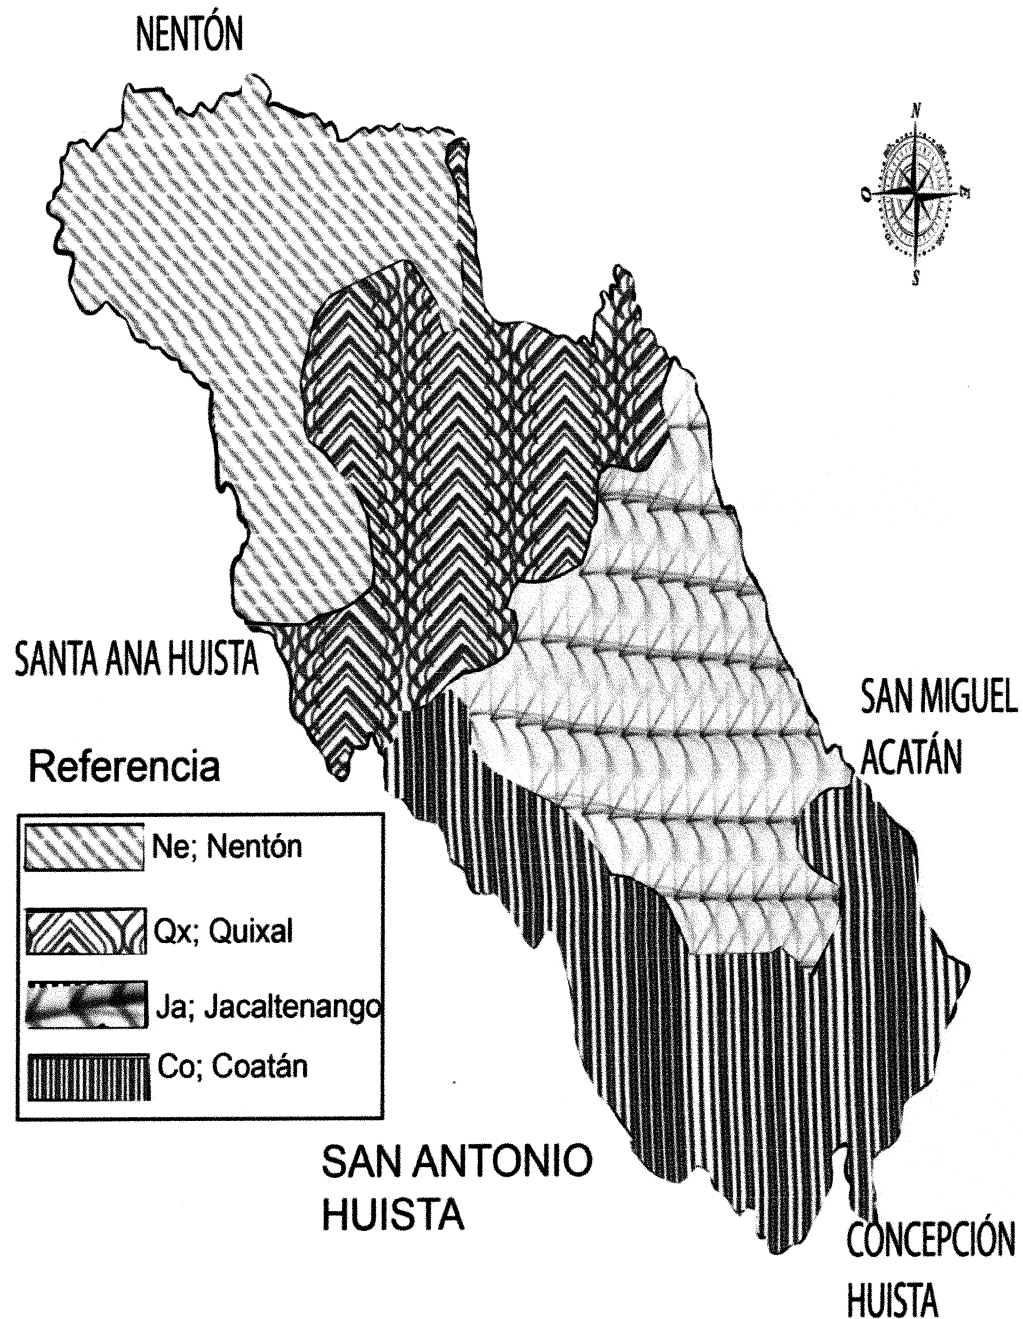 NENTÓN
N
O
E
S
SANTA ANA HUISTA
SAN MIGUEL
ACATÁN
Referencia
Ne; Nentón
Qx; Quixal
Ja; Jacaltenango
Co; Coatán
SAN ANTONIO
HUISTA
CONCEPCIÓN
HUISTA